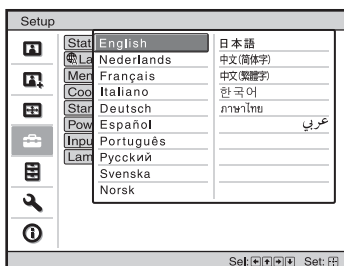 Setup
Stat
La
Men
Coo
Star
Pow
Inpu
Lam
English
Nederlands
Français
Italiano
Deutsch
Español
Português
Русский
Svenska
Norsk
日本語
中文(简体字)
中文(繁體字)
한국어
ภาษาไทย
عربي
Sel: Set: